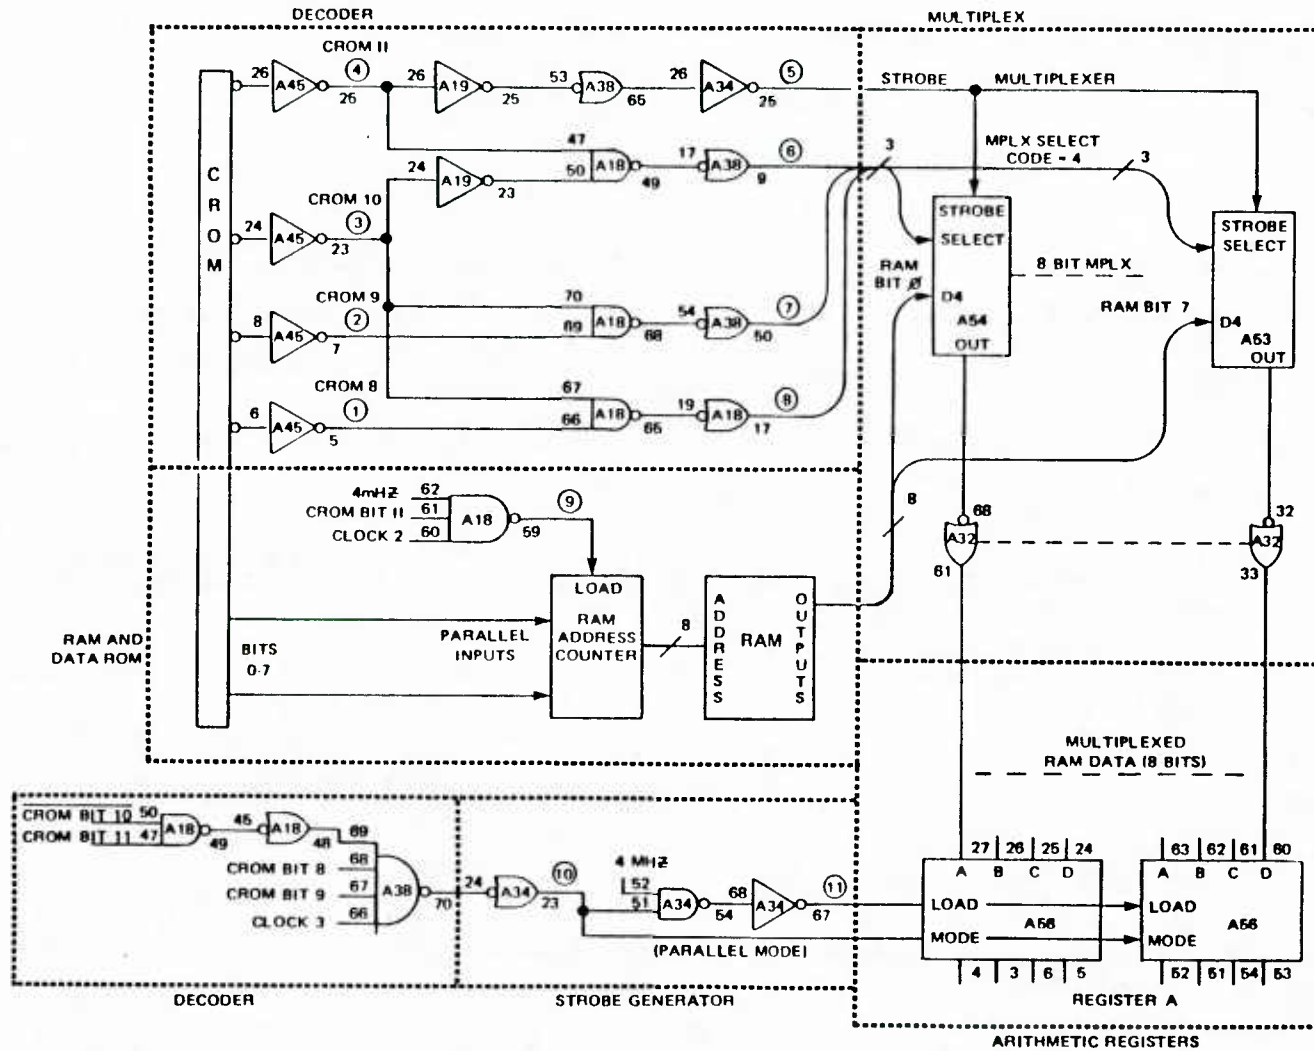 DECODER
MULTIPLEX
CROM 11
26 A45 26 ④ 26 A19 25 53 A38 65 26 A34 25 ⑤ STROBE MULTIPLEXER
47
24 A19 23 50 A18 49 17 A38 9 ⑥ 3 MPLX SELECT
CODE = 4 3
CROM
CROM 10
24 A45 23 ③
STROBE
SELECT
RAM
BIT Ø
D4
A54
OUT
8 BIT MPLX
STROBE
SELECT
RAM BIT 7
D4
A53
OUT
CROM 9
8 A45 7 ②
70
69 A18 68 54 A38 50 ⑦
CROM 8
6 A45 5 ①
67
66 A18 65 19 A18 17 ⑧
4mHZ 62
CROM BIT 11 61
CLOCK 2 60
A18 59 ⑨
8
68
A32
61
32
A32
33
LOAD
RAM
ADDRESS
COUNTER
8
ADDRESS
RAM
OUTPUTS
RAM AND
DATA ROM
BITS
0-7
PARALLEL
INPUTS
MULTIPLEXED
RAM DATA (8 BITS)
CROM BIT 10 50
CROM BIT 11 47
A18 49 45 A18 48 69
CROM BIT 8 68
CROM BIT 9 67
CLOCK 3 66
A38 70 24 A34 23 ⑩
4 MHZ
52
51 A34 54 68 A34 67 ⑪
(PARALLEL MODE)
27 26 25 24
A B C D
LOAD
A58
MODE
4 3 6 5
63 62 61 60
A B C D
LOAD
A56
MODE
52 51 54 53
DECODER
STROBE GENERATOR
REGISTER A
ARITHMETIC REGISTERS